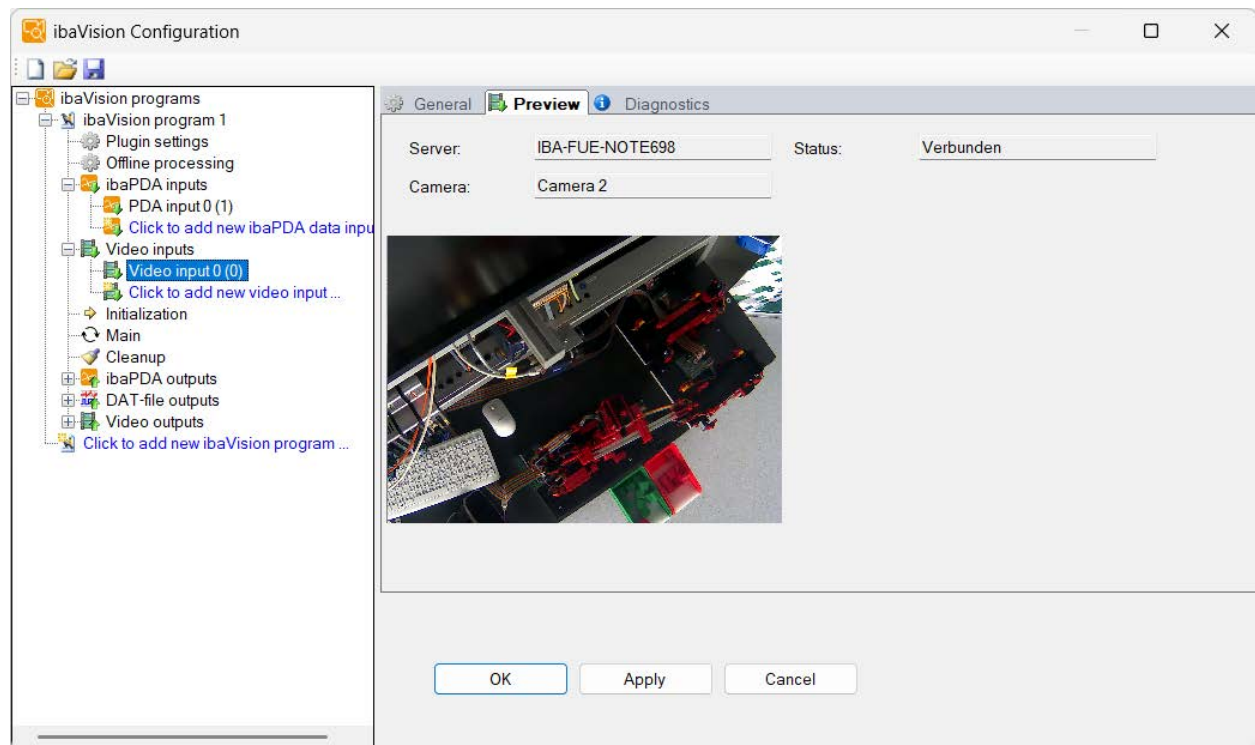 ibaVision Configuration
ibaVision programs
ibaVision program 1
Plugin settings
Offline processing
ibaPDA inputs
PDA input 0 (1)
Click to add new ibaPDA data inpu
Video inputs
Video input 0 (0)
Click to add new video input ...
Initialization
Main
Cleanup
ibaPDA outputs
DAT-file outputs
Video outputs
Click to add new ibaVision program ...
General Preview Diagnostics
Server: IBA-FUE-NOTE698 Status: Verbunden
Camera: Camera 2
OK Apply Cancel